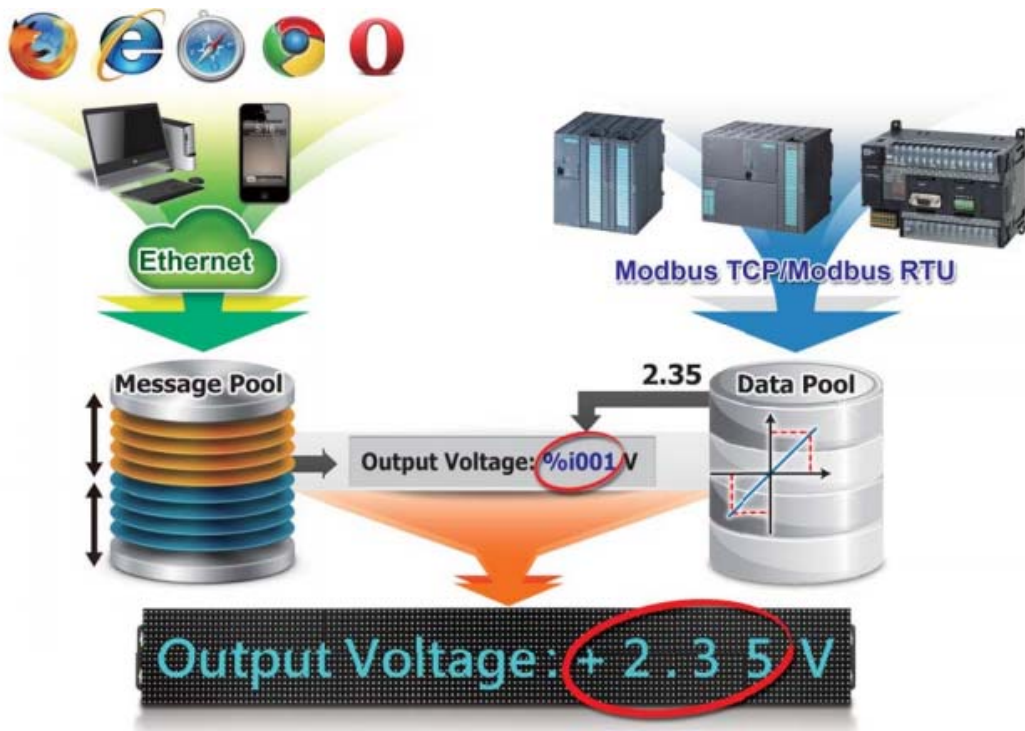 Ethernet
Modbus TCP/Modbus RTU
Message Pool
2.35
Data Pool
Output Voltage: %i001 V
Output Voltage: + 2 . 3 5 V